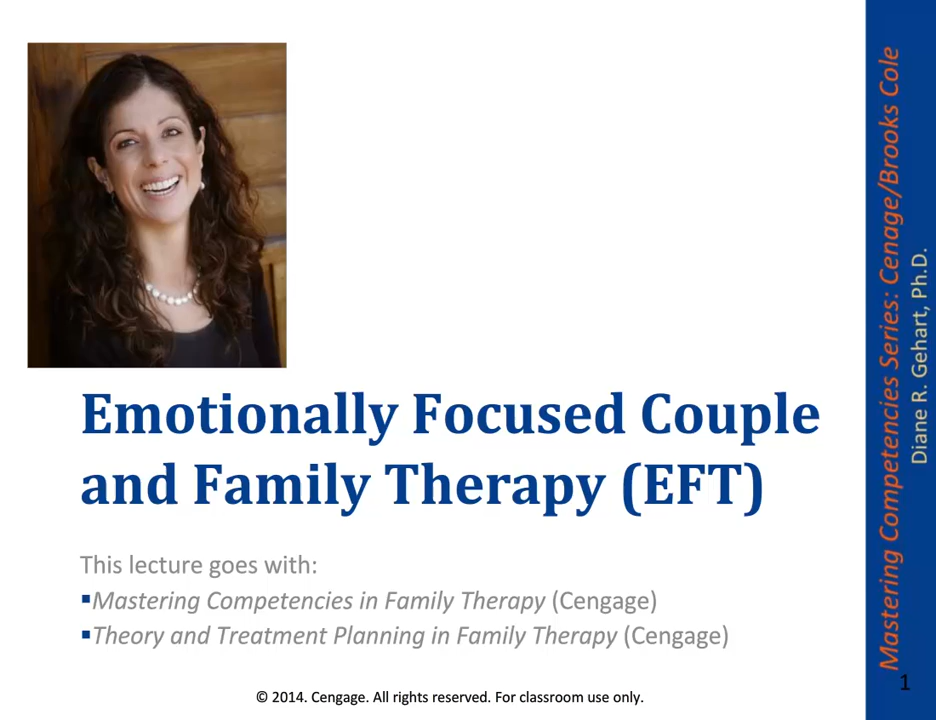 Emotionally Focused Couple
and Family Therapy (EFT)
This lecture goes with:
▪Mastering Competencies in Family Therapy (Cengage)
▪Theory and Treatment Planning in Family Therapy (Cengage)
© 2014. Cengage. All rights reserved. For classroom use only.
Mastering Competencies Series: Cenage/Brooks Cole
Diane R. Gehart, Ph.D.
1